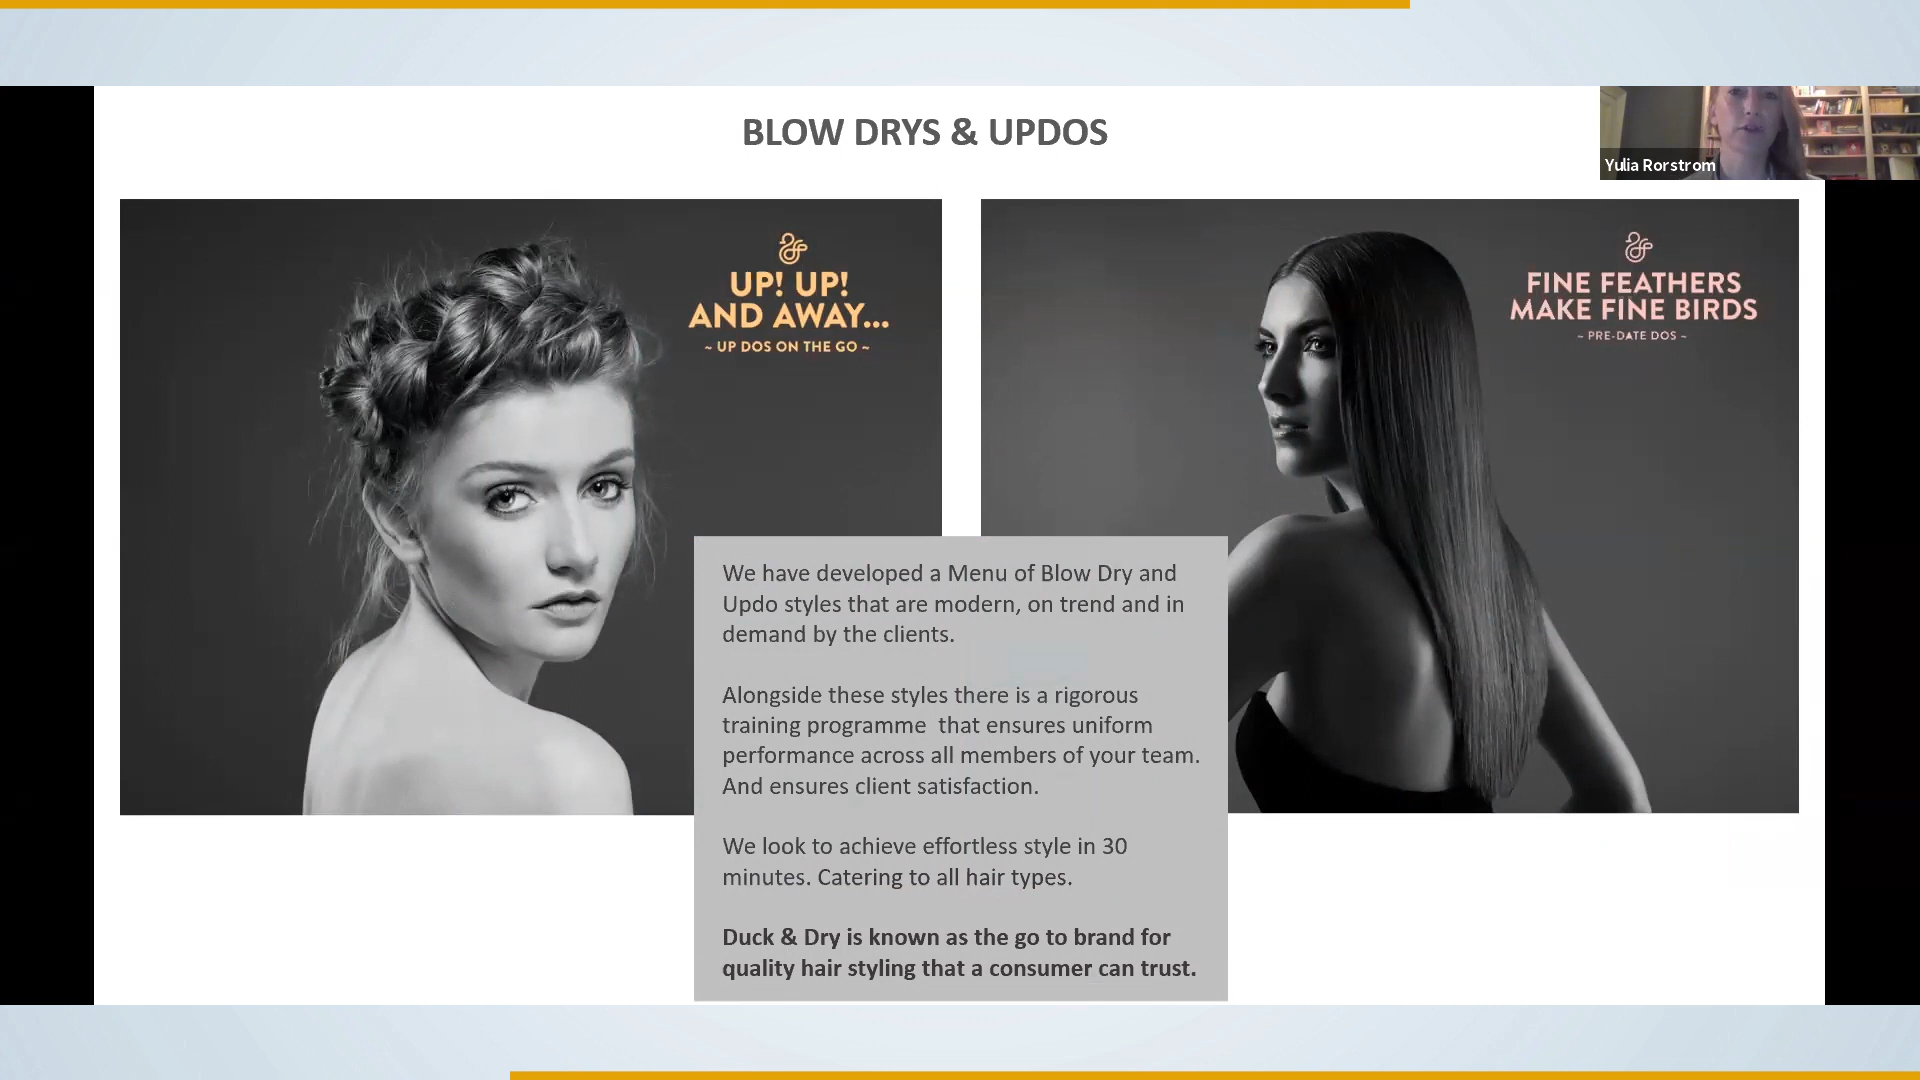 BLOW DRYS & UPDOS
Yulia Rorstrom
UP! UP!
AND AWAY...
~ UP DOS ON THE GO ~
FINE FEATHERS
MAKE FINE BIRDS
~ PRE-DATE DOS ~
We have developed a Menu of Blow Dry and
Updo styles that are modern, on trend and in
demand by the clients.
Alongside these styles there is a rigorous
training programme  that ensures uniform
performance across all members of your team.
And ensures client satisfaction.
We look to achieve effortless style in 30
minutes. Catering to all hair types.
Duck & Dry is known as the go to brand for
quality hair styling that a consumer can trust.